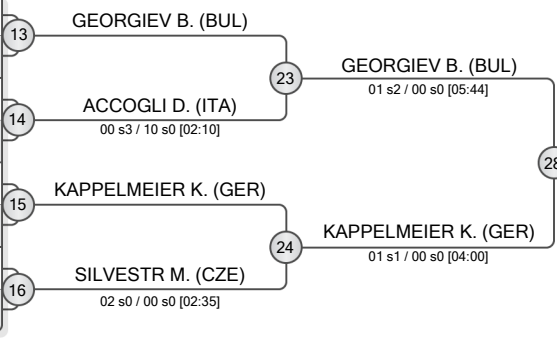 GEORGIEV B. (BUL)
13
23
GEORGIEV B. (BUL)
01 s2 / 00 s0 [05:44]
ACCOGLI D. (ITA)
14
00 s3 / 10 s0 [02:10]
28
KAPPELMEIER K. (GER)
15
24
KAPPELMEIER K. (GER)
01 s1 / 00 s0 [04:00]
SILVESTR M. (CZE)
16
02 s0 / 00 s0 [02:35]